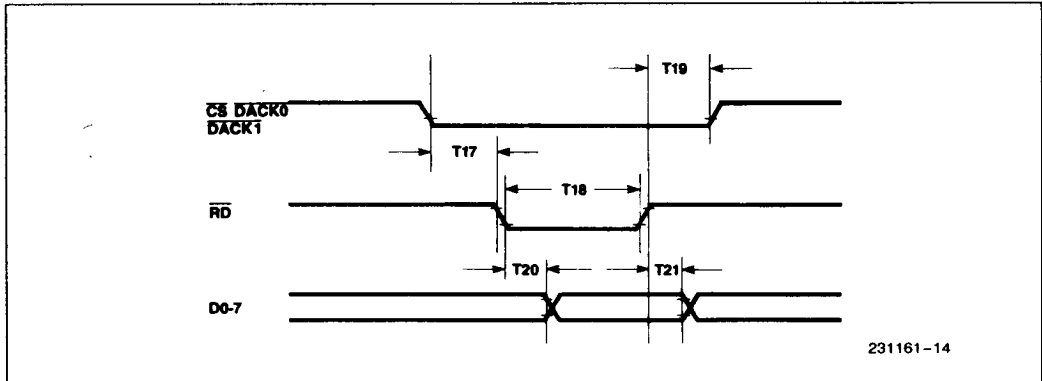 T19
CS DACK0
DACK1
T17
T18
RD
T20
T21
D0-7
231161-14